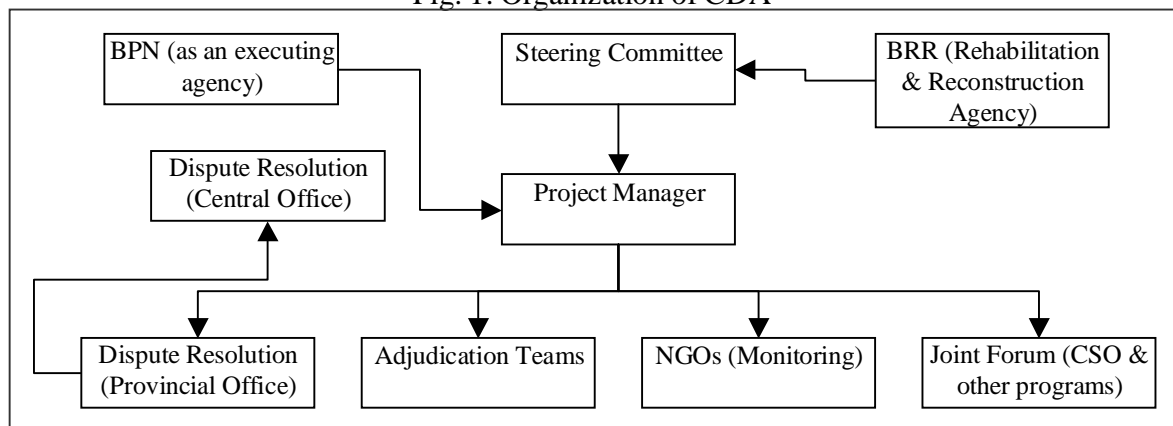 Fig. 1: Organization of CDA
BPN (as an executing
agency)
Steering Committee
BRR (Rehabilitation
& Reconstruction
Agency)
Dispute Resolution
(Central Office)
Project Manager
Dispute Resolution
(Provincial Office)
Adjudication Teams
NGOs (Monitoring)
Joint Forum (CSO &
other programs)